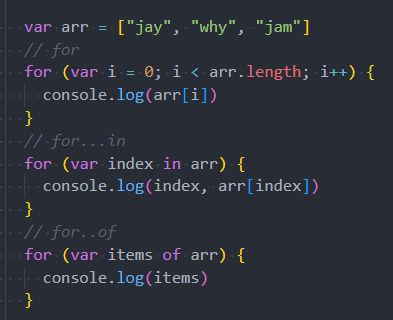 var arr = ["jay", "why", "jam"]
// for
for (var i = 0; i < arr.length; i++) {
  console.log(arr[i])
}
// for...in
for (var index in arr) {
  console.log(index, arr[index])
}
// for..of
for (var items of arr) {
  console.log(items)
}